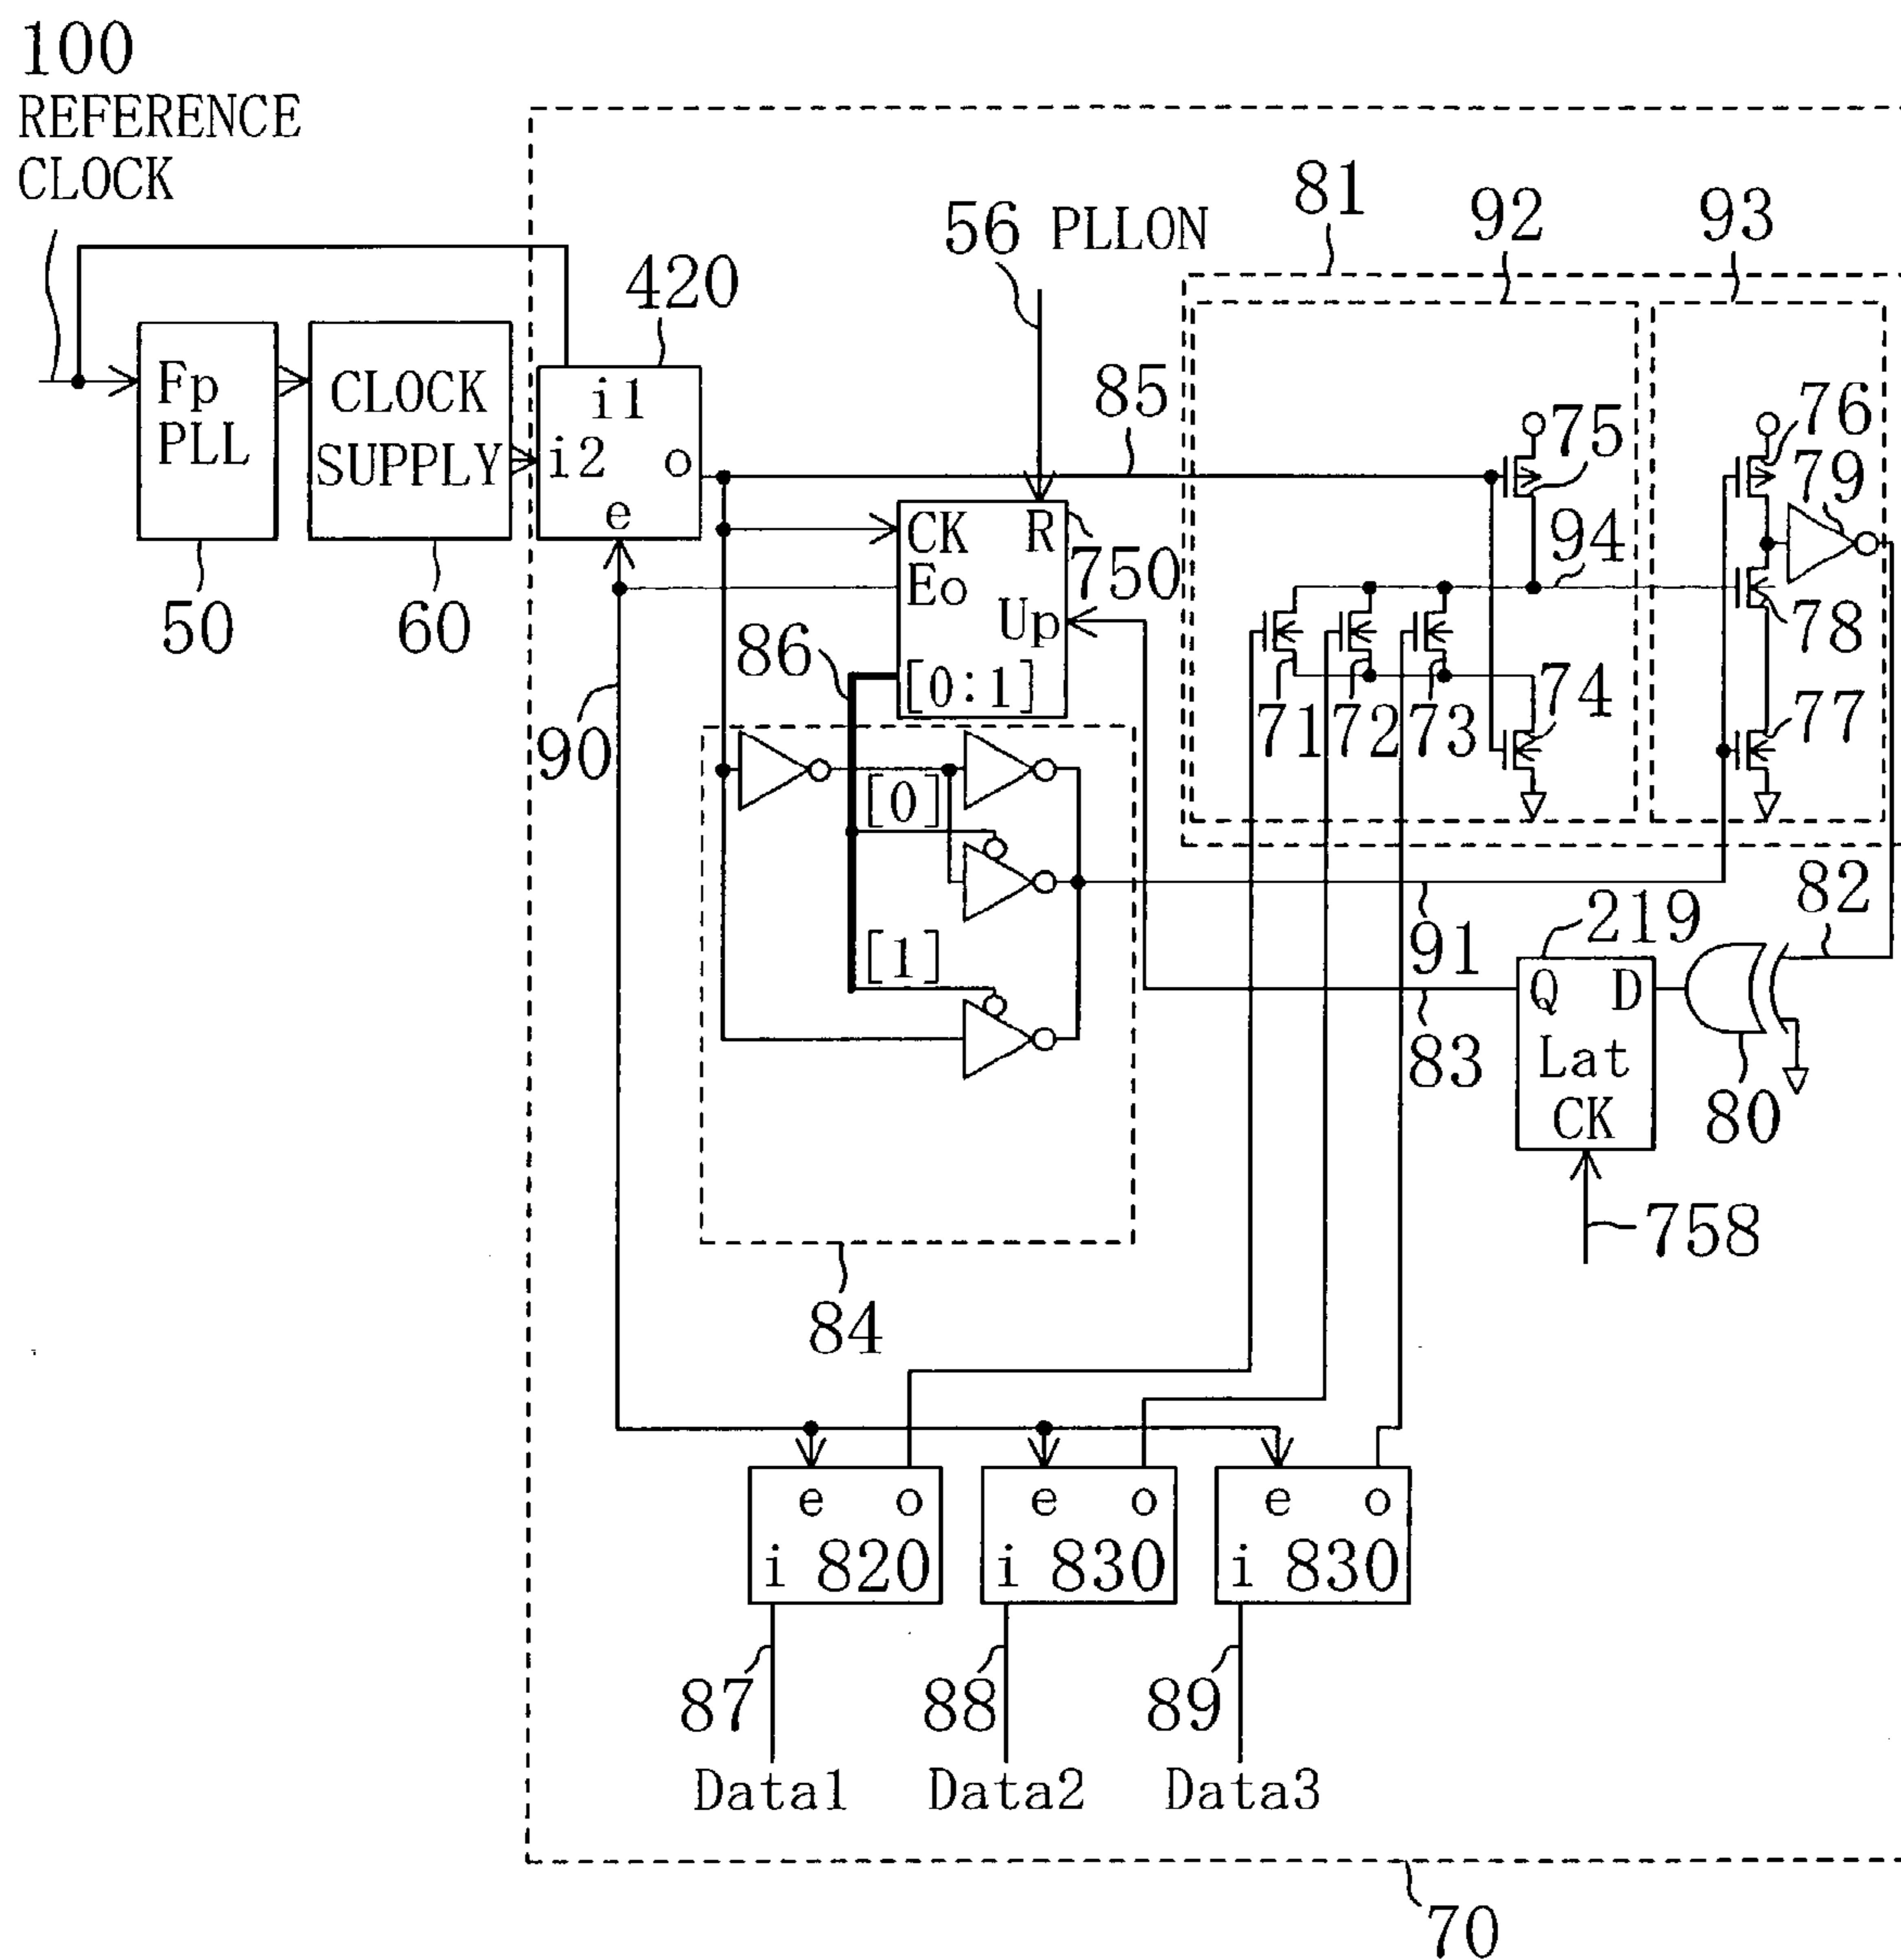 100
REFERENCE
CLOCK
81
92
93
56 PLLON
420
85
Fp
PLL
CLOCK
SUPPLY
i1
i2
o
e
75
76
79
CK
R
Eo
Up
[0:1]
750
94
50
60
86
78
71
72
73
74
77
90
[0]
[1]
91
82
219
Q
D
Lat
CK
83
80
758
84
e
o
i 820
e
o
i 830
e
o
i 830
87
88
89
Data1
Data2
Data3
70